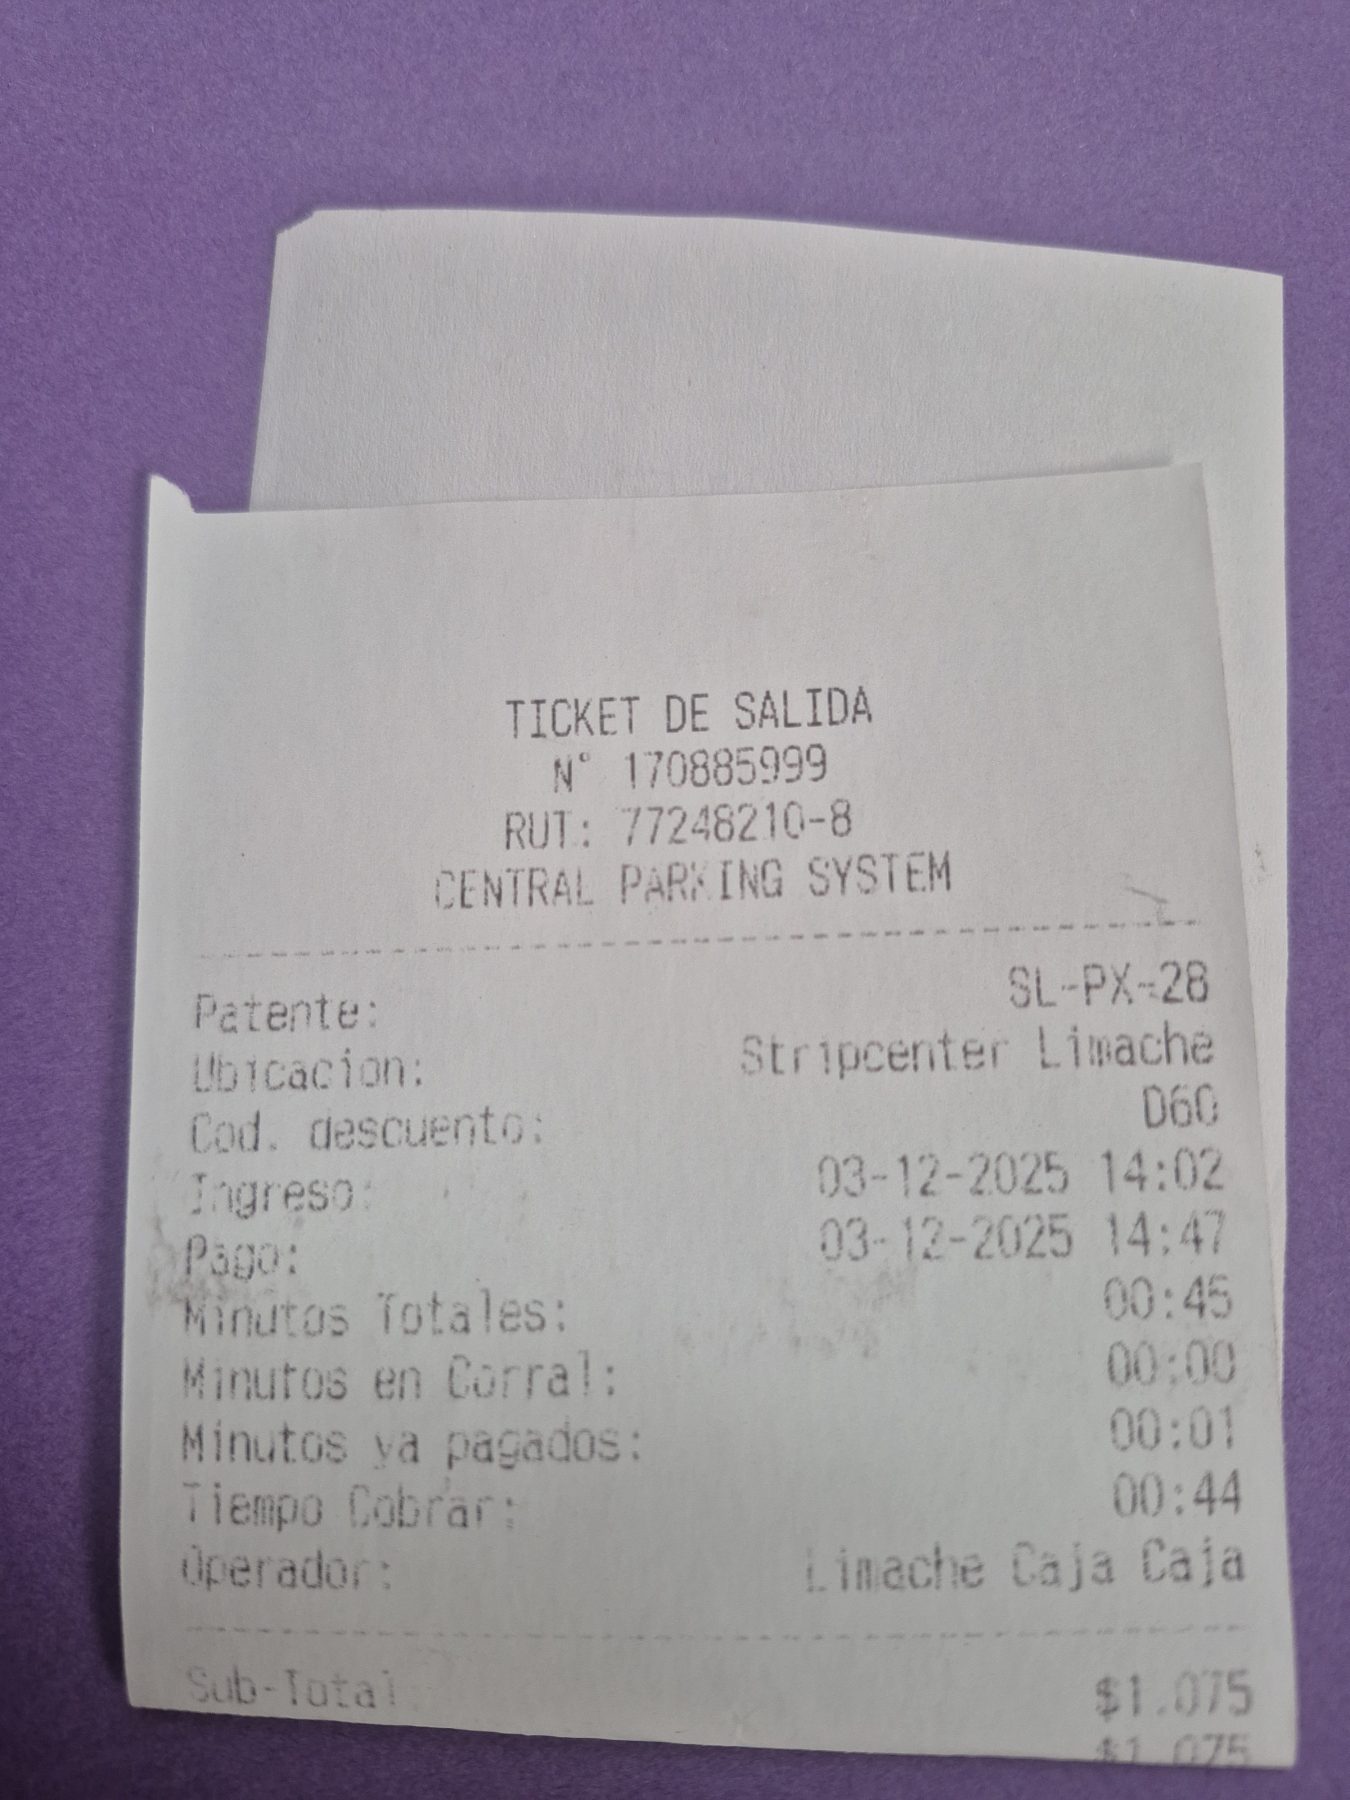 TICKET DE SALIDA
N° 170885999
RUT: 77248210-8
CENTRAL PARKING SYSTEM
Patente: SL-PX-28
Ubicacion: Stripcenter Limache
Cod. descuento: D60
Ingreso: 03-12-2025 14:02
Pago: 03-12-2025 14:47
Minutos Totales: 00:45
Minutos en Corral: 00:00
Minutos ya pagados: 00:01
Tiempo Cobrar: 00:44
Operador: Limache Caja Caja
Sub-Total $1.075
$1.075